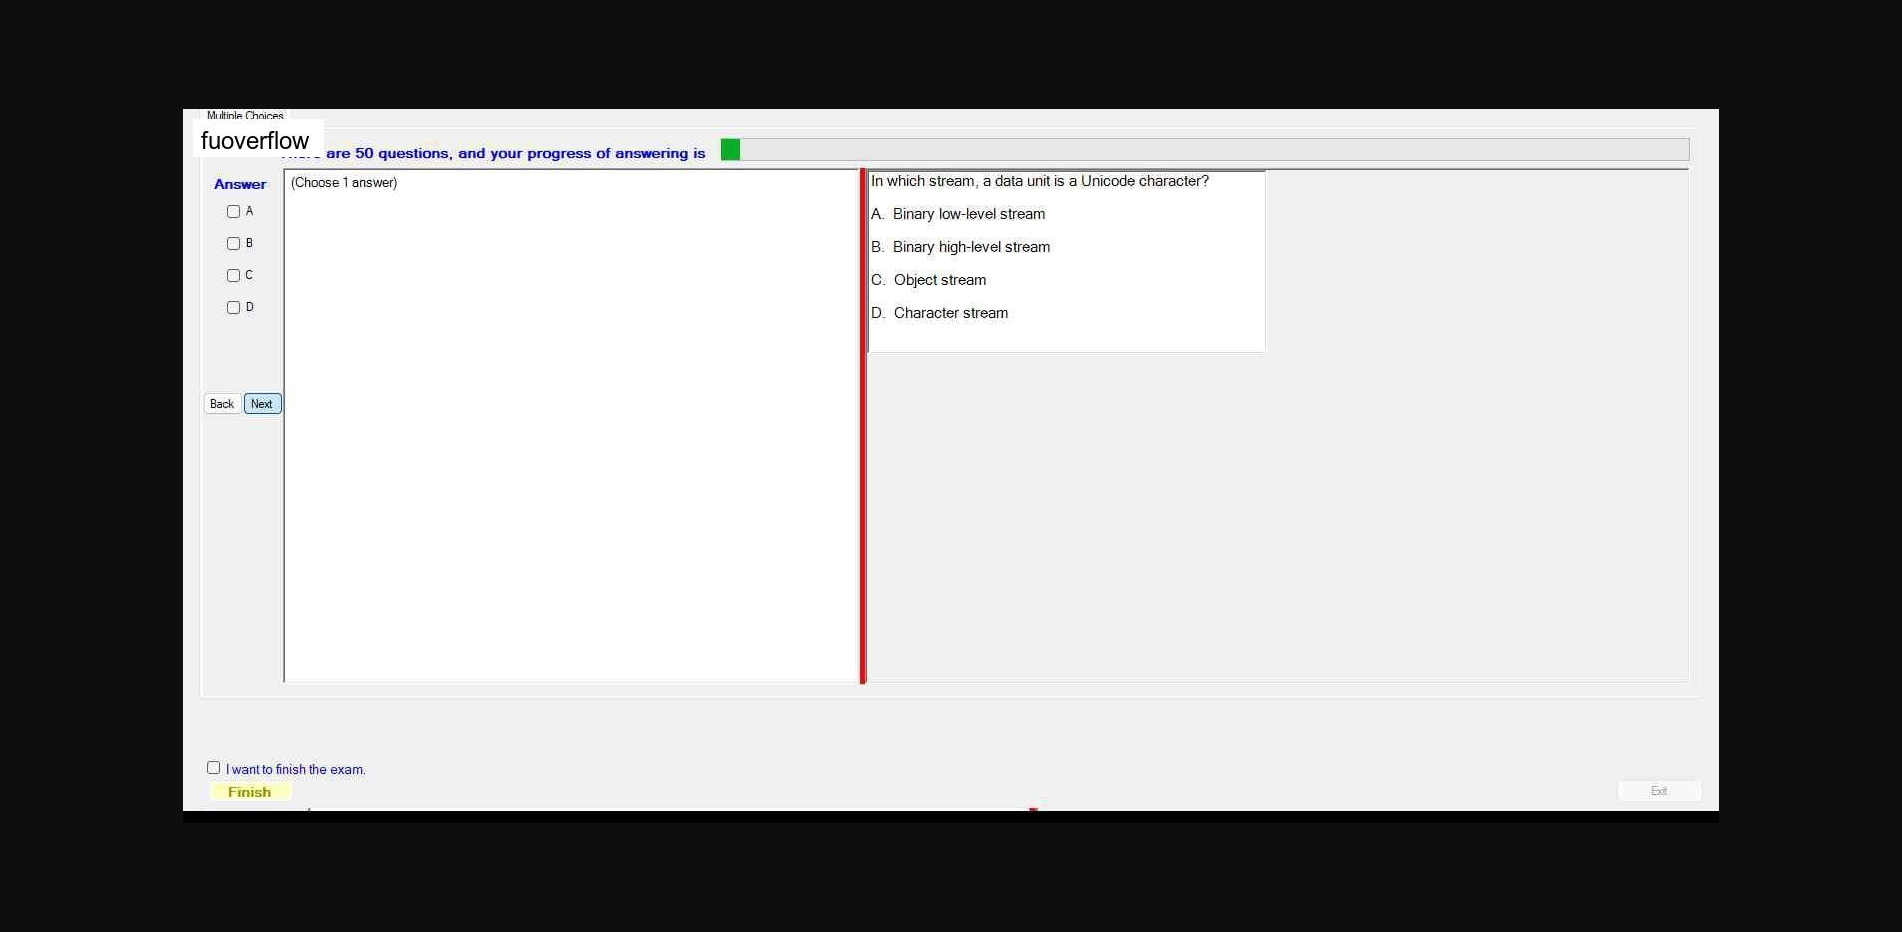 Multiple Choices
fuoverflow
are 50 questions, and your progress of answering is
Answer
(Choose 1 answer)
A
B
C
D
Back Next
In which stream, a data unit is a Unicode character?
A. Binary low-level stream
B. Binary high-level stream
C. Object stream
D. Character stream
I want to finish the exam.
Finish
Exit